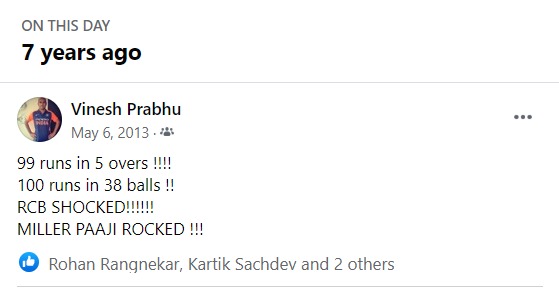 ON THIS DAY
7 years ago
Vinesh Prabhu
May 6, 2013 ·
99 runs in 5 overs !!!!
100 runs in 38 balls !!
RCB SHOCKED!!!!!!
MILLER PAAJI ROCKED !!!
Rohan Rangnekar, Kartik Sachdev and 2 others